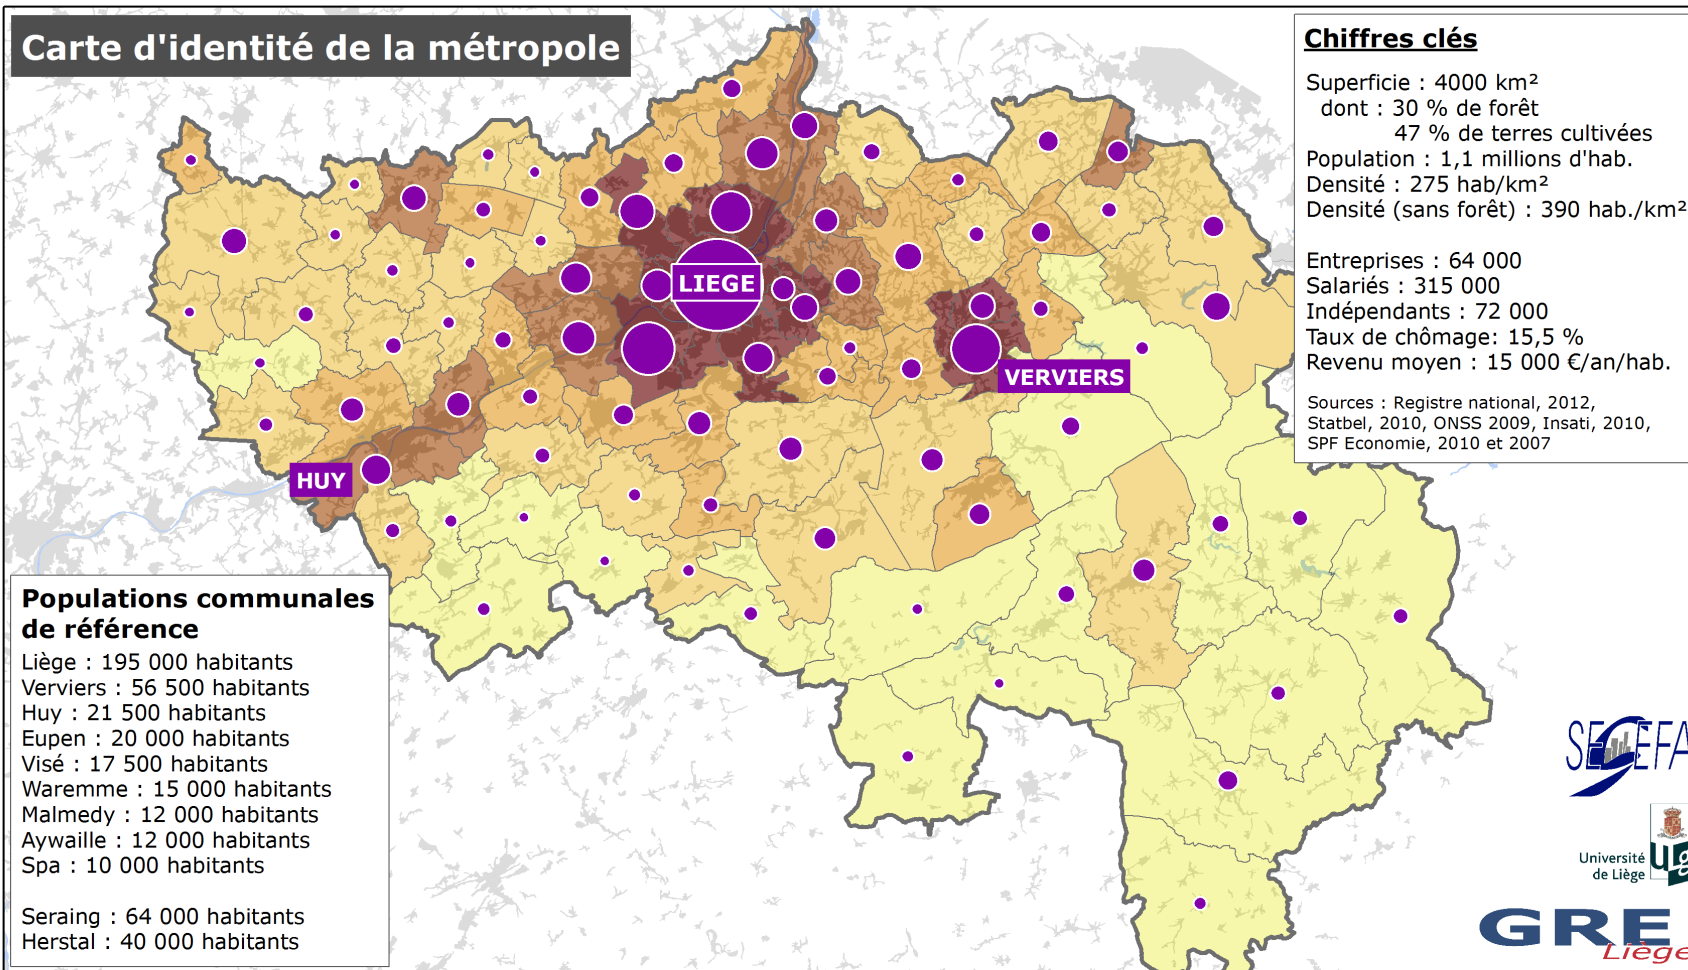 Carte d'identité de la métropole
Chiffres clés
Superficie : 4000 km²
dont : 30 % de forêt
47 % de terres cultivées
Population : 1,1 millions d'hab.
Densité : 275 hab/km²
Densité (sans forêt) : 390 hab./km²
Entreprises : 64 000
Salariés : 315 000
Indépendants : 72 000
Taux de chômage: 15,5 %
Revenu moyen : 15 000 €/an/hab.
Sources : Registre national, 2012,
Statbel, 2010, ONSS 2009, Insati, 2010,
SPF Economie, 2010 et 2007
LIEGE
VERVIERS
HUY
Populations communales
de référence
Liège : 195 000 habitants
Verviers : 56 500 habitants
Huy : 21 500 habitants
Eupen : 20 000 habitants
Visé : 17 500 habitants
Waremme : 15 000 habitants
Malmedy : 12 000 habitants
Aywaille : 12 000 habitants
Spa : 10 000 habitants
Seraing : 64 000 habitants
Herstal : 40 000 habitants
SEGEFA
Université
de Liège
ULg
GRE
Liège